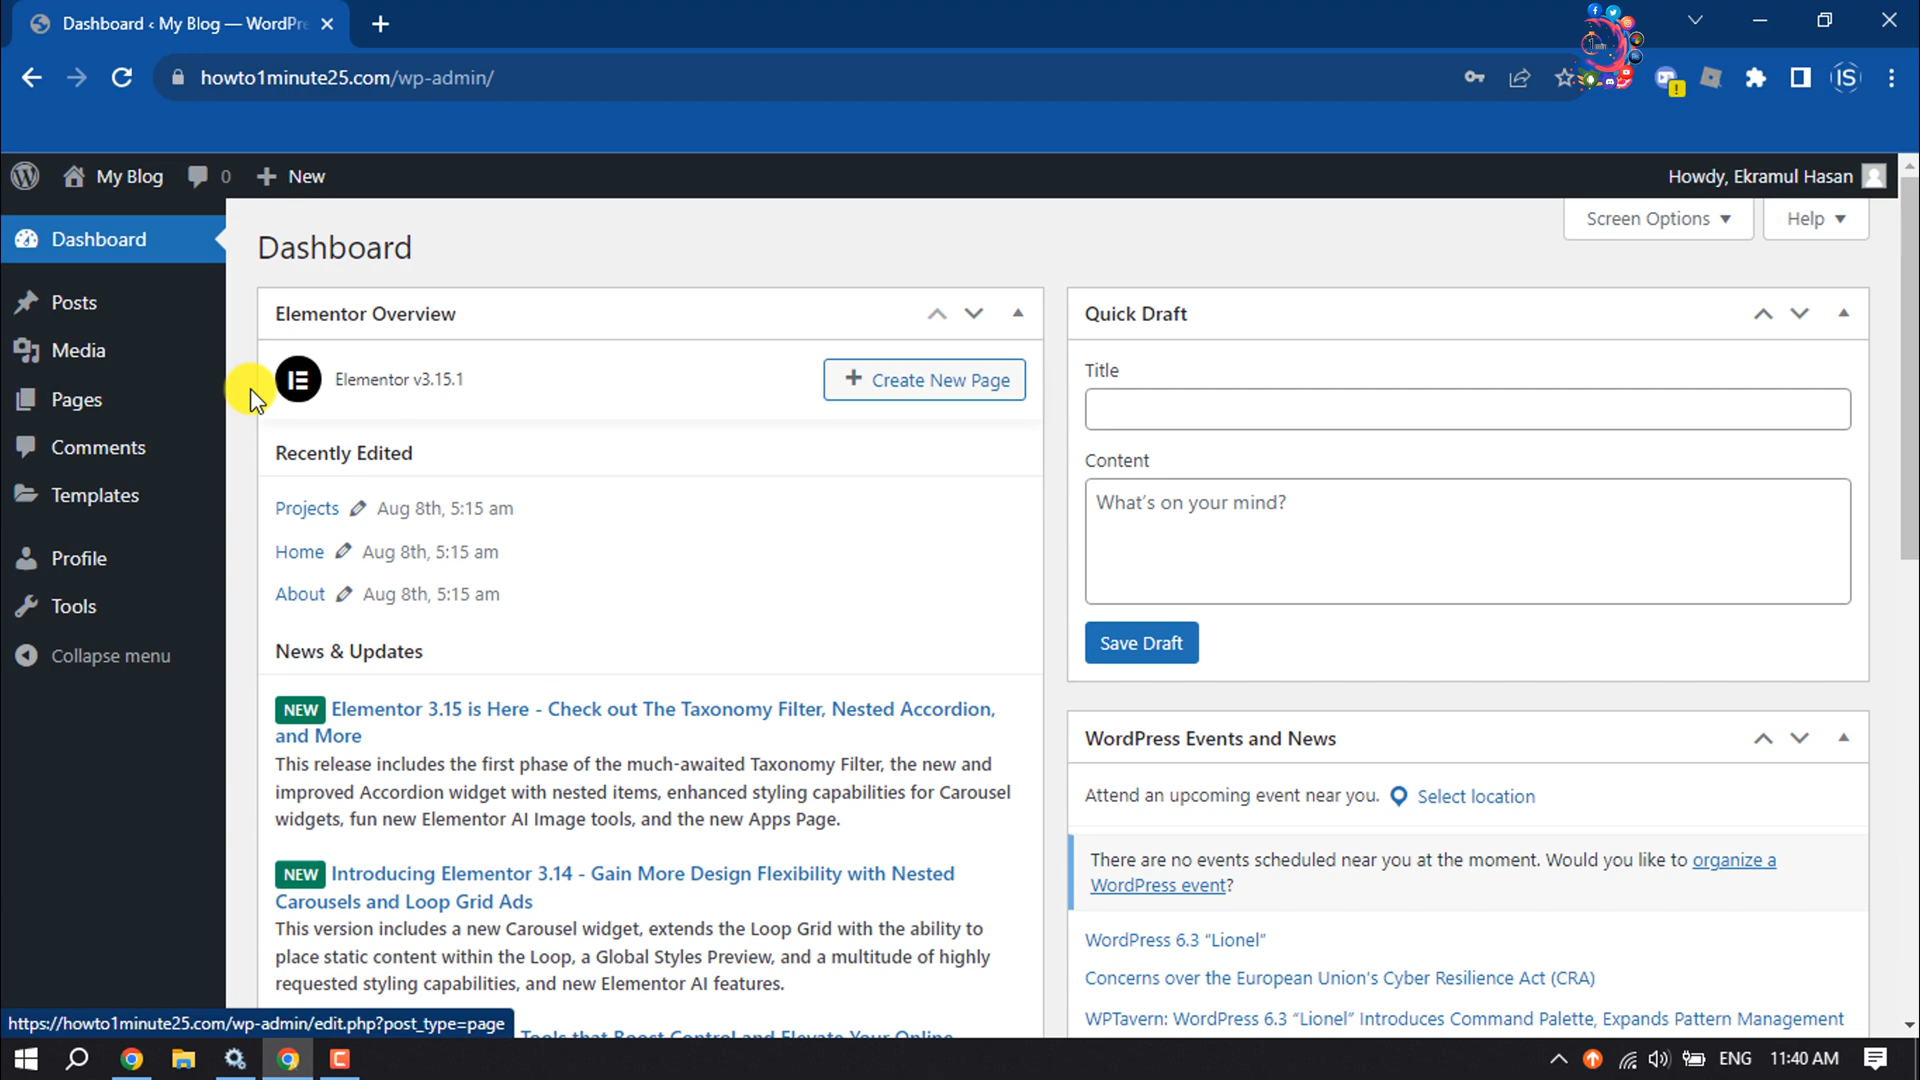 Dashboard ‹ My Blog — WordPre
howto1minute25.com/wp-admin/
IS
My Blog
0
New
Howdy, Ekramul Hasan
Screen Options
Help
Dashboard
Posts
Media
Pages
Comments
Templates
Profile
Tools
Collapse menu
Dashboard
Elementor Overview
Elementor v3.15.1
Create New Page
Recently Edited
Projects Aug 8th, 5:15 am
Home Aug 8th, 5:15 am
About Aug 8th, 5:15 am
News & Updates
NEW Elementor 3.15 is Here - Check out The Taxonomy Filter, Nested Accordion,
and More
This release includes the first phase of the much-awaited Taxonomy Filter, the new and
improved Accordion widget with nested items, enhanced styling capabilities for Carousel
widgets, fun new Elementor AI Image tools, and the new Apps Page.
NEW Introducing Elementor 3.14 - Gain More Design Flexibility with Nested
Carousels and Loop Grid Ads
This version includes a new Carousel widget, extends the Loop Grid with the ability to
place static content within the Loop, a Global Styles Preview, and a multitude of highly
requested styling capabilities, and new Elementor AI features.
Tools that Boost Control and Elevate Your Online
Quick Draft
Title
Content
What's on your mind?
Save Draft
WordPress Events and News
Attend an upcoming event near you. Select location
There are no events scheduled near you at the moment. Would you like to organize a
WordPress event?
WordPress 6.3 “Lionel”
Concerns over the European Union's Cyber Resilience Act (CRA)
WPTavern: WordPress 6.3 “Lionel” Introduces Command Palette, Expands Pattern Management
https://howto1minute25.com/wp-admin/edit.php?post_type=page
ENG
11:40 AM